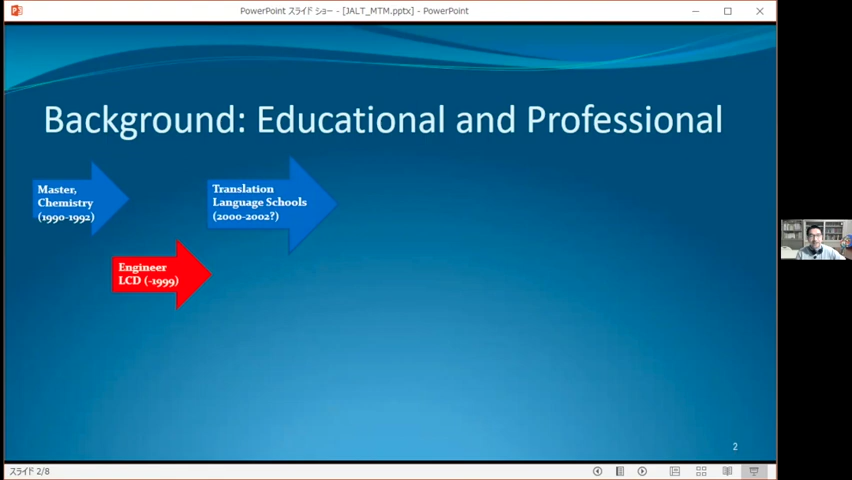 PowerPoint スライド ショー - [JALT_MTM.pptx] - PowerPoint
Background: Educational and Professional
Master,
Chemistry
(1990-1992)
Translation
Language Schools
(2000-2002?)
Engineer
LCD (-1999)
2
スライド 2/8